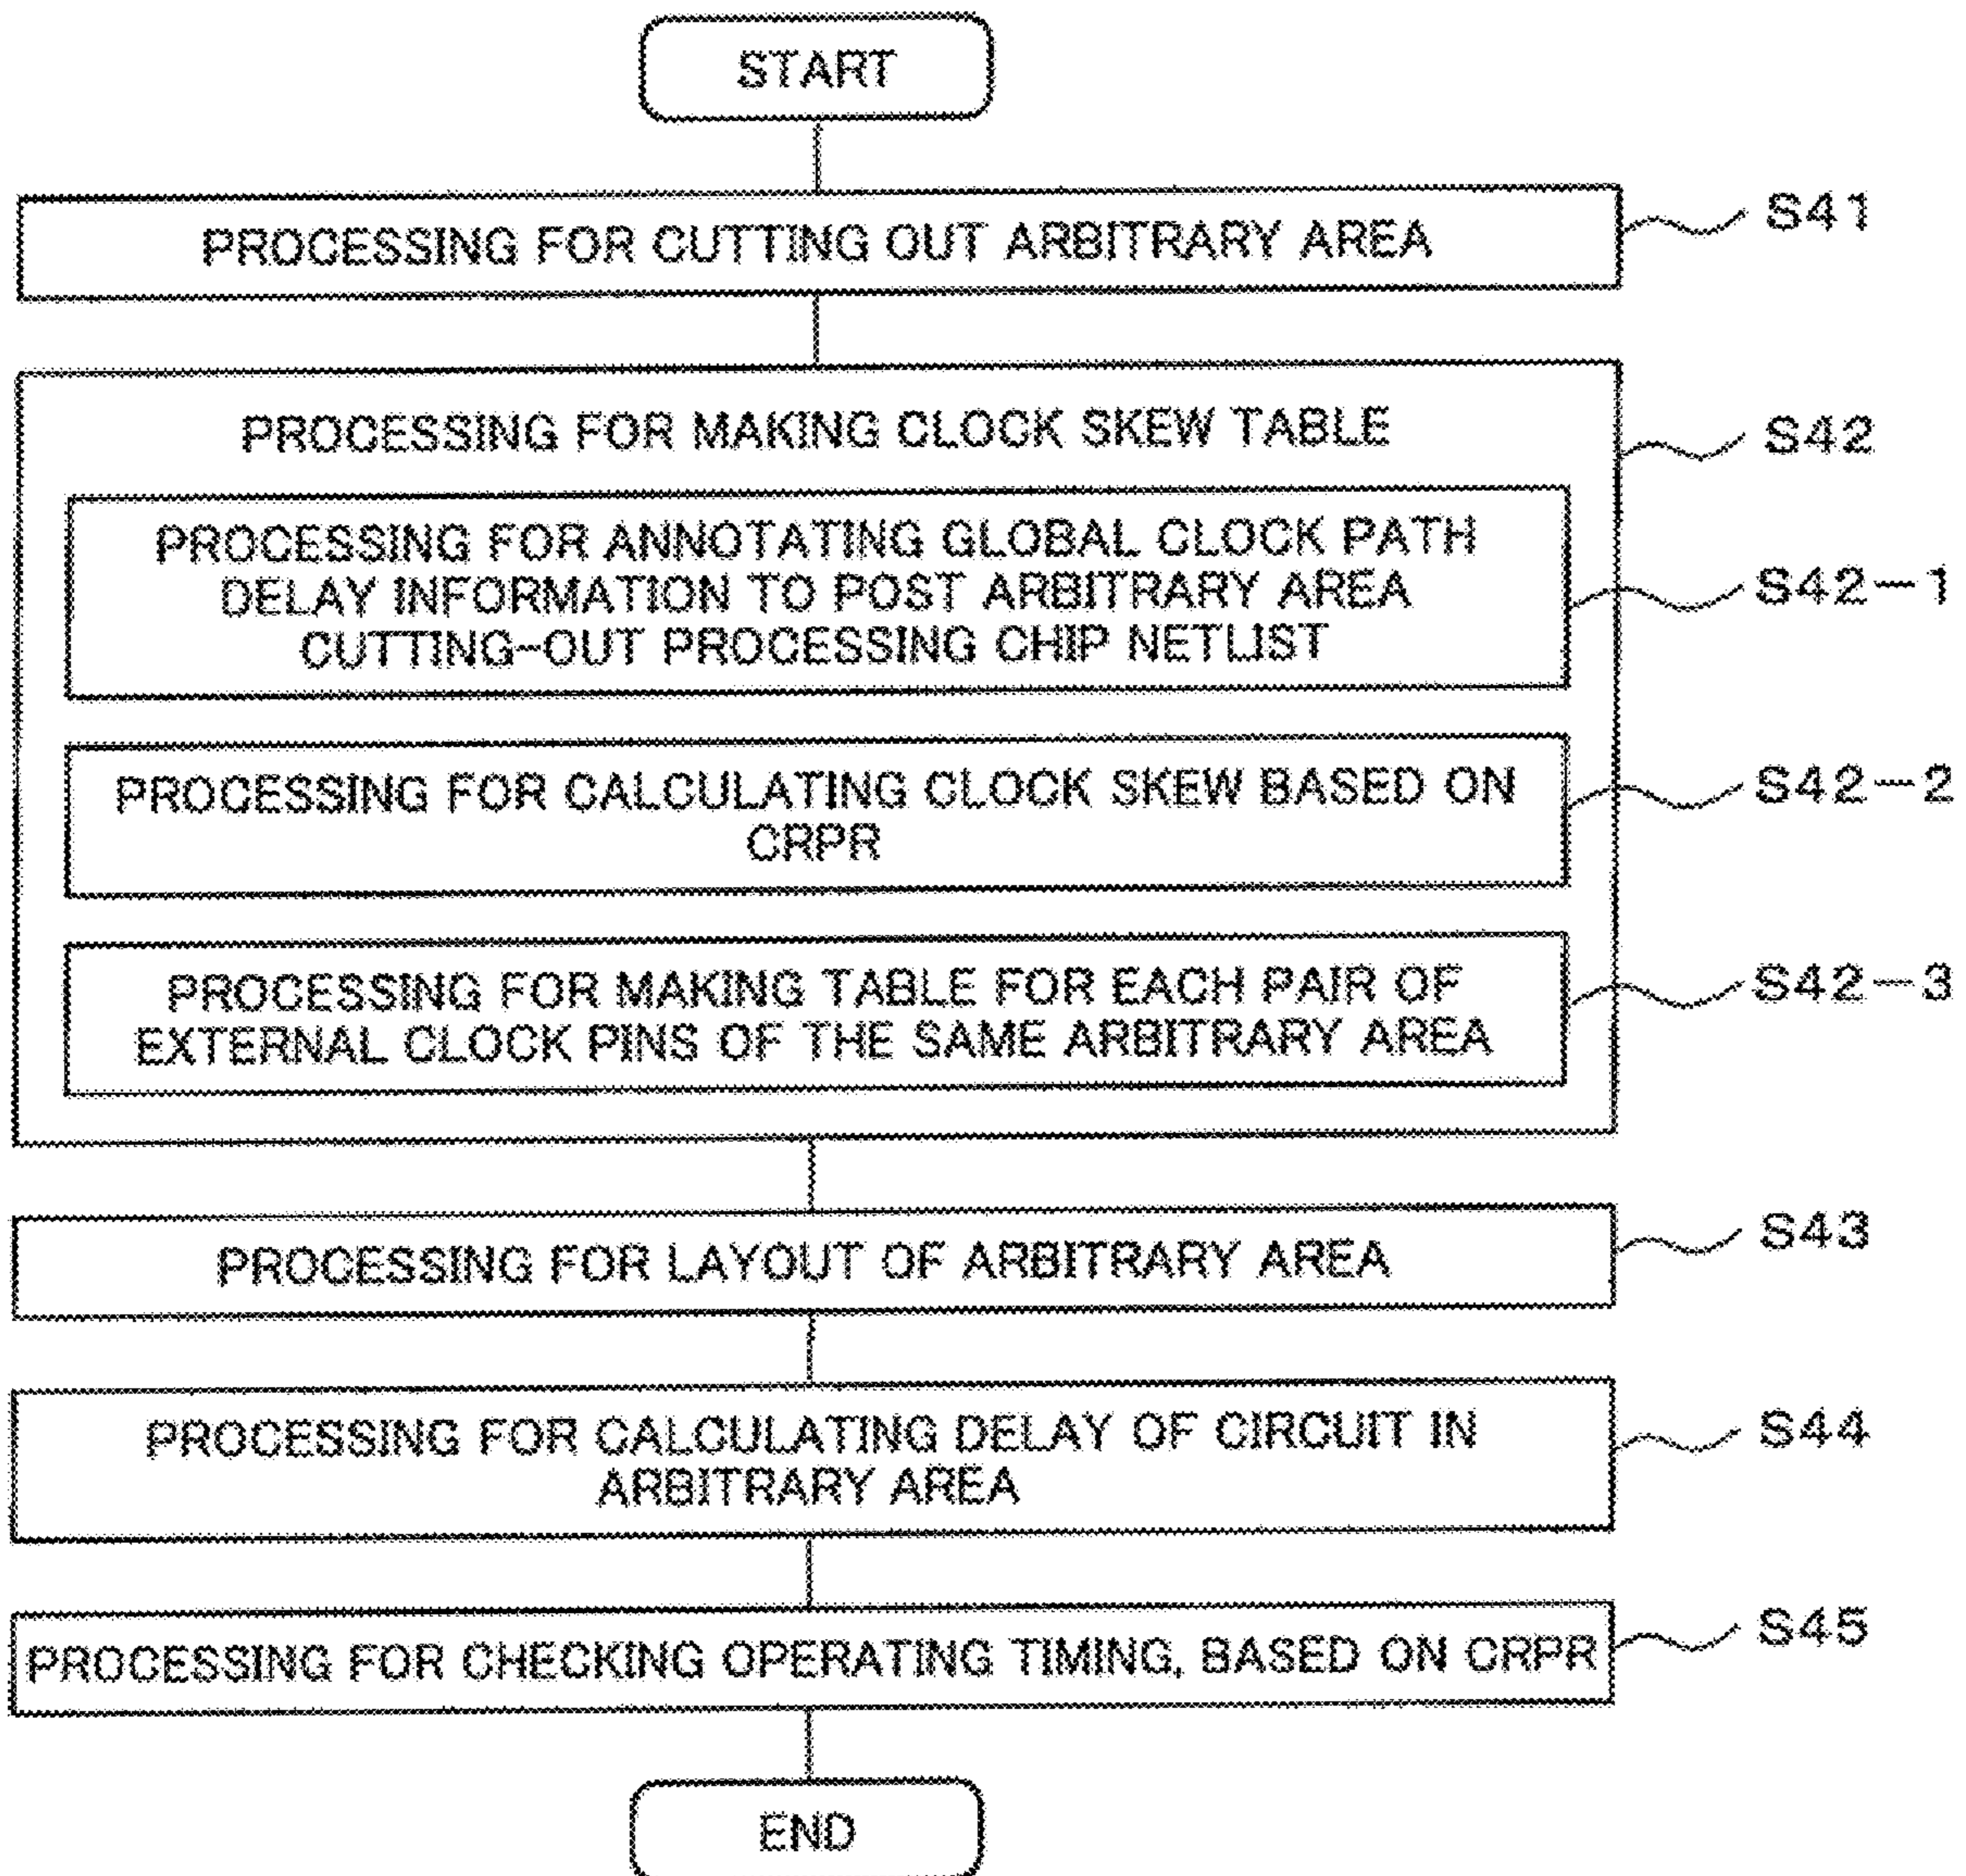 START
PROCESSING FOR CUTTING OUT ARBITRARY AREA
S41
PROCESSING FOR MAKING CLOCK SKEW TABLE
S42
PROCESSING FOR ANNOTATING GLOBAL CLOCK PATH
DELAY INFORMATION TO POST ARBITRARY AREA
CUTTING-OUT PROCESSING CHIP NETLIST
S42-1
PROCESSING FOR CALCULATING CLOCK SKEW BASED ON
CRPR
S42-2
PROCESSING FOR MAKING TABLE FOR EACH PAIR OF
EXTERNAL CLOCK PINS OF THE SAME ARBITRARY AREA
S42-3
PROCESSING FOR LAYOUT OF ARBITRARY AREA
S43
PROCESSING FOR CALCULATING DELAY OF CIRCUIT IN
ARBITRARY AREA
S44
PROCESSING FOR CHECKING OPERATING TIMING, BASED ON CRPR
S45
END